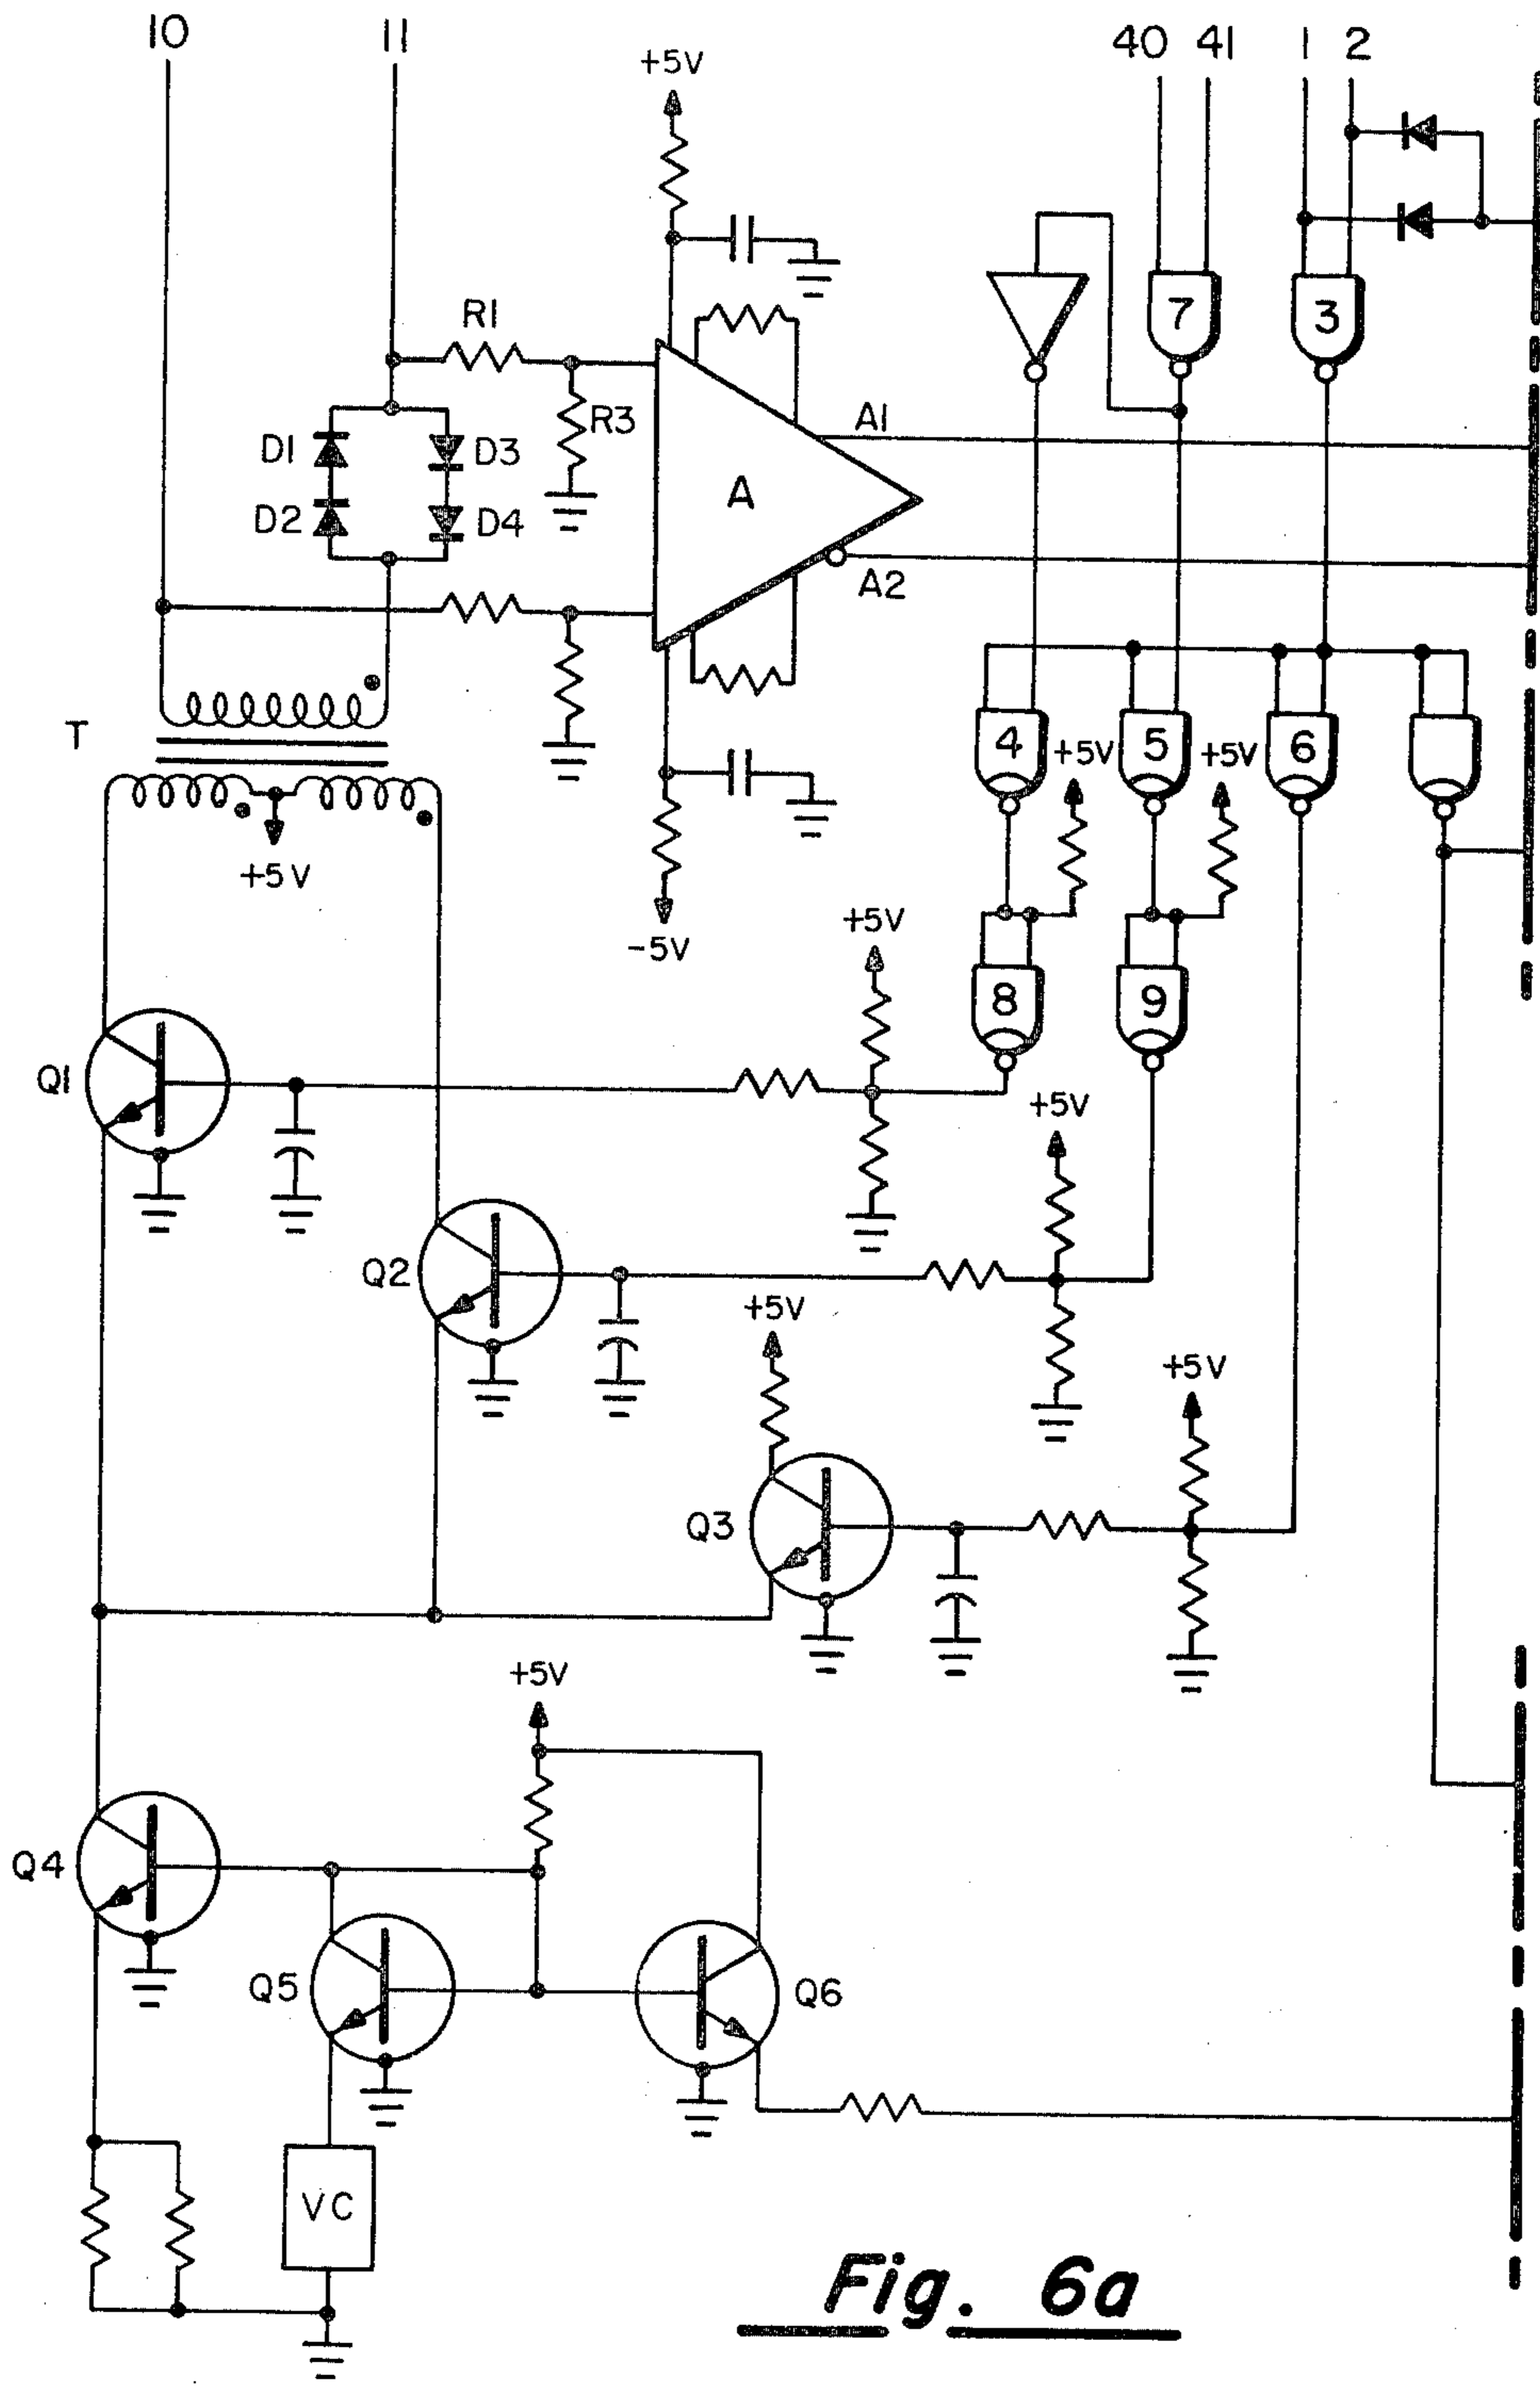 10 11 40 41 1 2
+5V
R1
7 3
D1 D3 R3
A A1
D2 D4
A2
T
4 +5V 5 +5V 6
+5V
+5V
-5V
8 9
Q1
+5V
Q2
+5V
+5V
Q3
+5V
Q4
Q5 Q6
VC
Fig. 6a